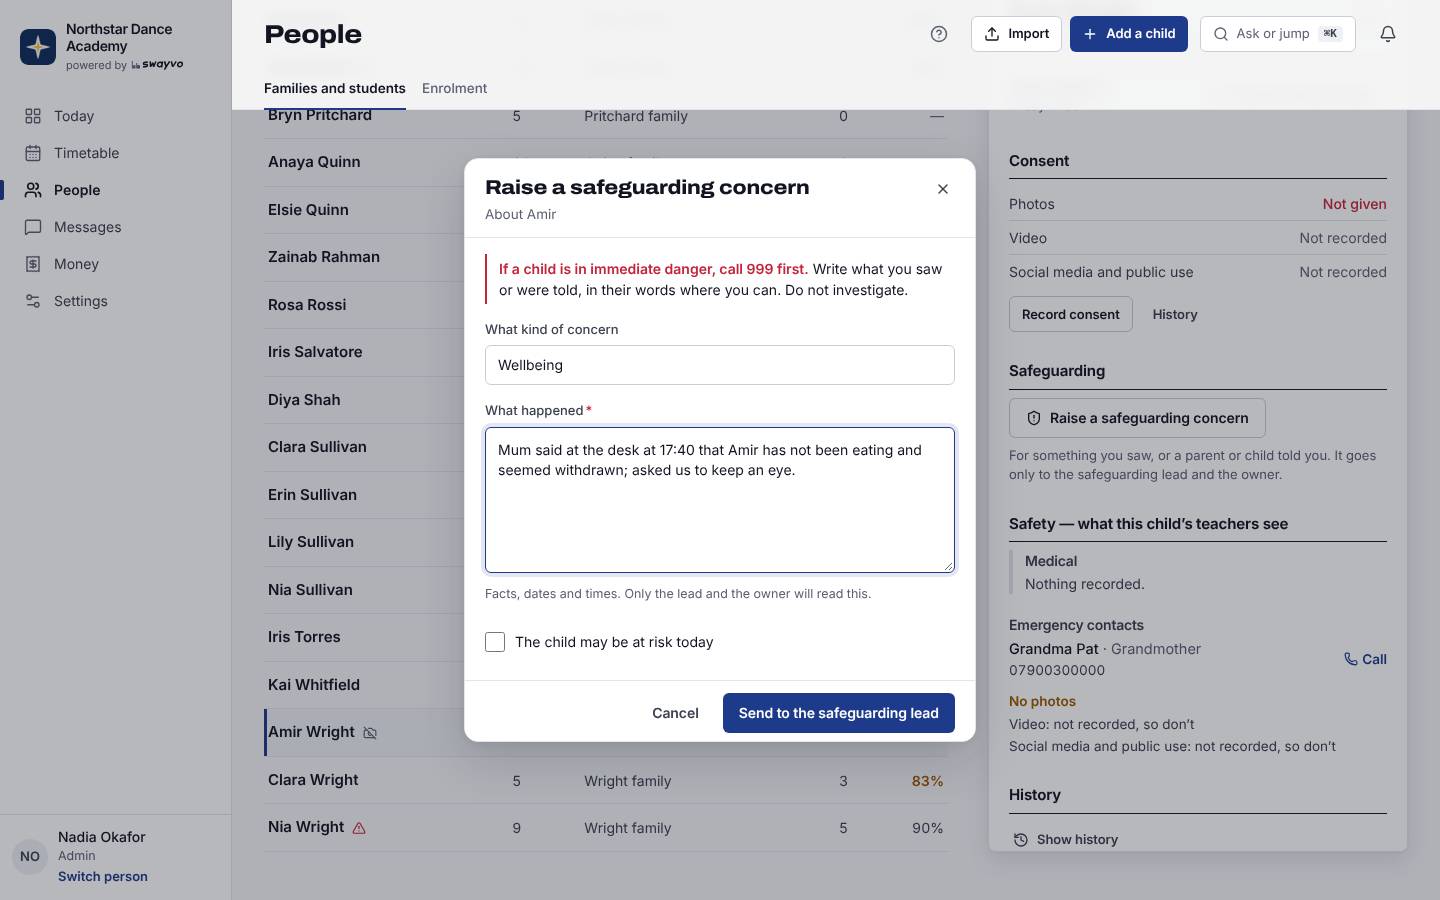 Northstar Dance
Academy
powered by swayvo
Today
Timetable
People
Messages
Money
Settings
Nadia Okafor
NO
Admin
Switch person
People
Import
Add a child
Ask or jump
⌘K
Families and students
Enrolment
Bryn Pritchard 5 Pritchard family 0 —
Anaya Quinn
Elsie Quinn
Zainab Rahman
Rosa Rossi
Iris Salvatore
Diya Shah
Clara Sullivan
Erin Sullivan
Lily Sullivan
Nia Sullivan
Iris Torres
Kai Whitfield
Amir Wright
Clara Wright 5 Wright family 3 83%
Nia Wright 9 Wright family 5 90%
Raise a safeguarding concern
About Amir
If a child is in immediate danger, call 999 first. Write what you saw
or were told, in their words where you can. Do not investigate.
What kind of concern
Wellbeing
What happened*
Mum said at the desk at 17:40 that Amir has not been eating and
seemed withdrawn; asked us to keep an eye.
Facts, dates and times. Only the lead and the owner will read this.
The child may be at risk today
Cancel
Send to the safeguarding lead
Consent
Photos Not given
Video Not recorded
Social media and public use Not recorded
Record consent
History
Safeguarding
Raise a safeguarding concern
For something you saw, or a parent or child told you. It goes
only to the safeguarding lead and the owner.
Safety — what this child’s teachers see
Medical
Nothing recorded.
Emergency contacts
Grandma Pat · Grandmother
07900300000
Call
No photos
Video: not recorded, so don’t
Social media and public use: not recorded, so don’t
History
Show history